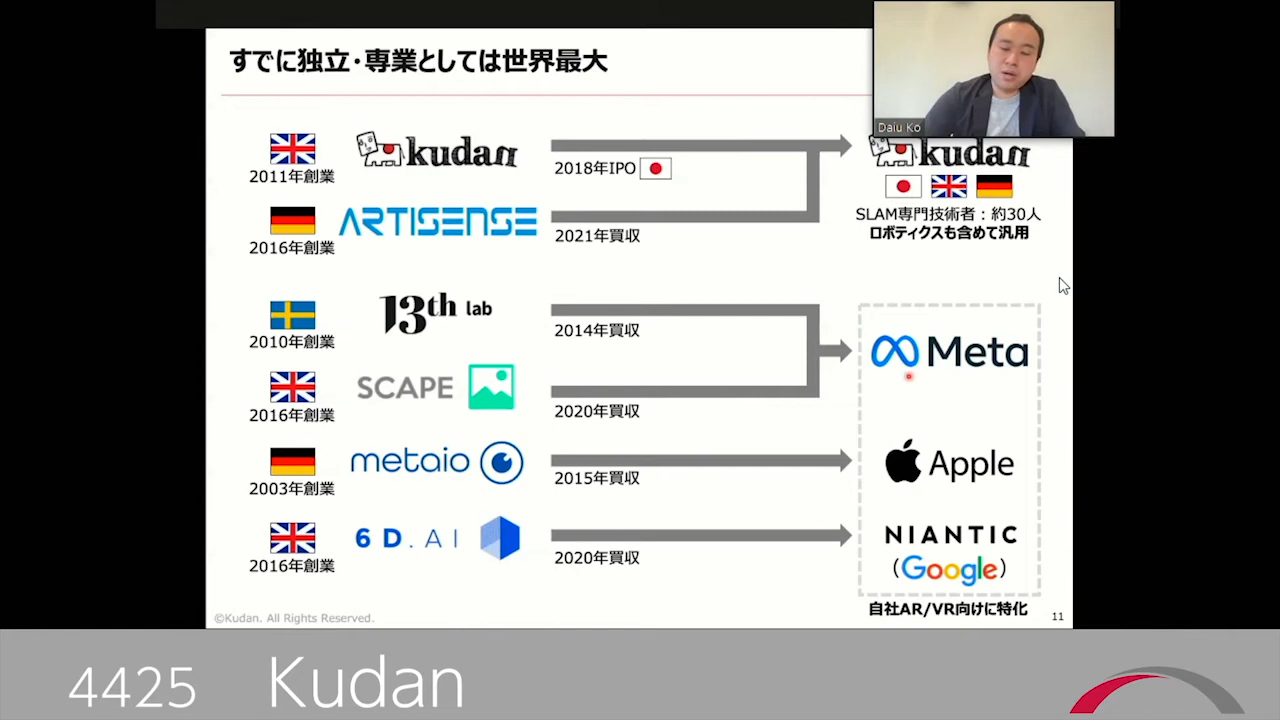 すでに独立・専業としては世界最大
Daiu Ko
2011年創業
kudan
2018年IPO
kudan
SLAM専門技術者：約30人
ロボティクスも含めて汎用
2016年創業
ARTISENSE
2021年買収
2010年創業
13th lab
2014年買収
Meta
2016年創業
SCAPE
2020年買収
2003年創業
metaio
2015年買収
Apple
2016年創業
6D.AI
2020年買収
NIANTIC
（Google）
自社AR/VR向けに特化
©Kudan. All Rights Reserved.
11
4425 Kudan